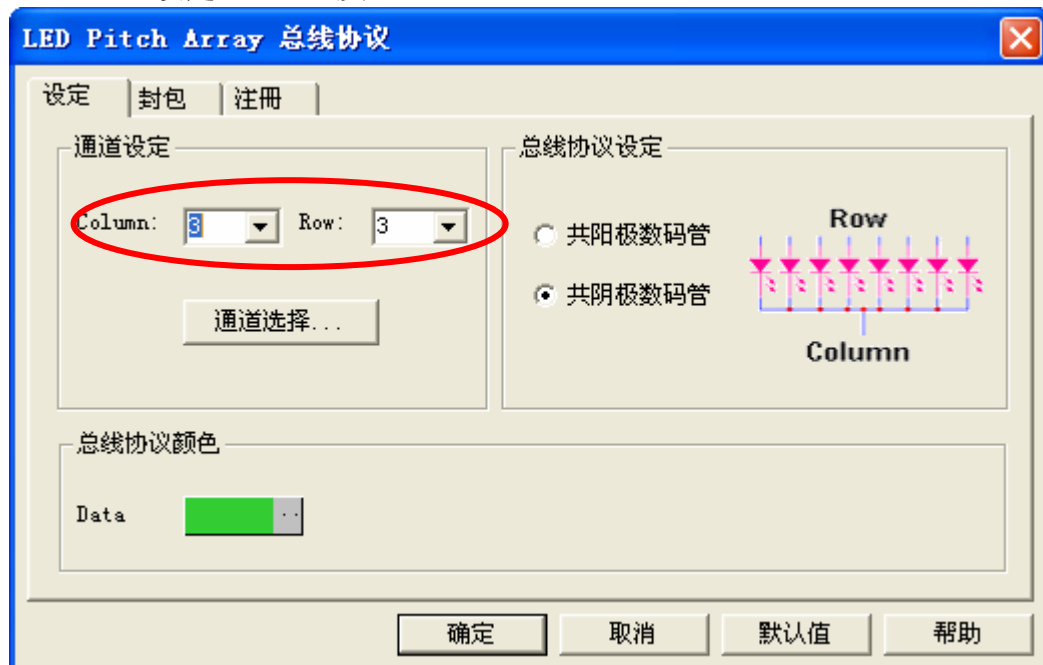 LED Pitch Array 总线协议
设定 封包 注册
通道设定
Column: 3 Row: 3
通道选择...
总线协议设定
共阳极数码管
共阴极数码管
Row
Column
总线协议颜色
Data ..
确定 取消 默认值 帮助